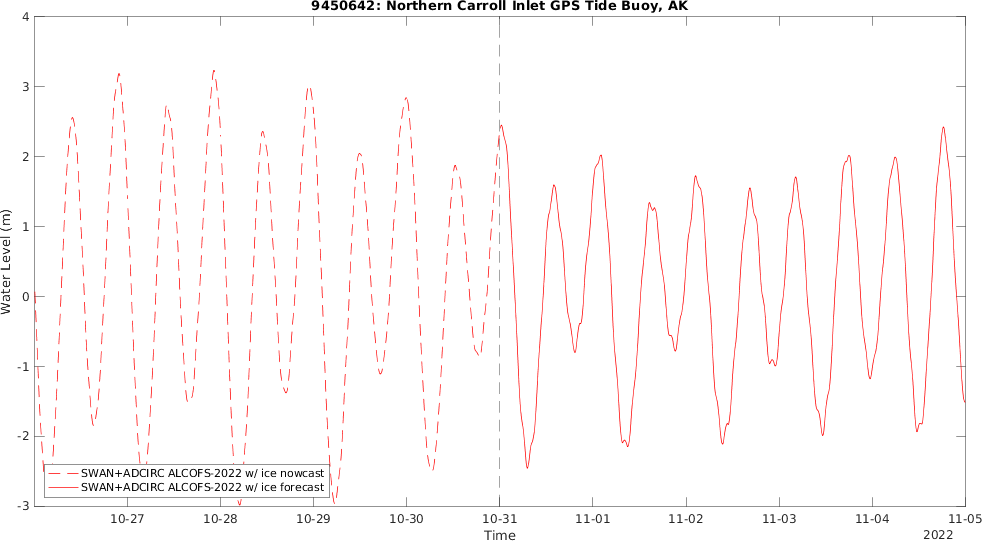 9450642: Northern Carroll Inlet GPS Tide Buoy, AK
4
3
2
1
0
-1
-2
-3
Water Level (m)
SWAN+ADCIRC ALCOFS-2022 w/ ice nowcast
SWAN+ADCIRC ALCOFS-2022 w/ ice forecast
10-27 10-28 10-29 10-30 10-31 11-01 11-02 11-03 11-04 11-05
Time
2022